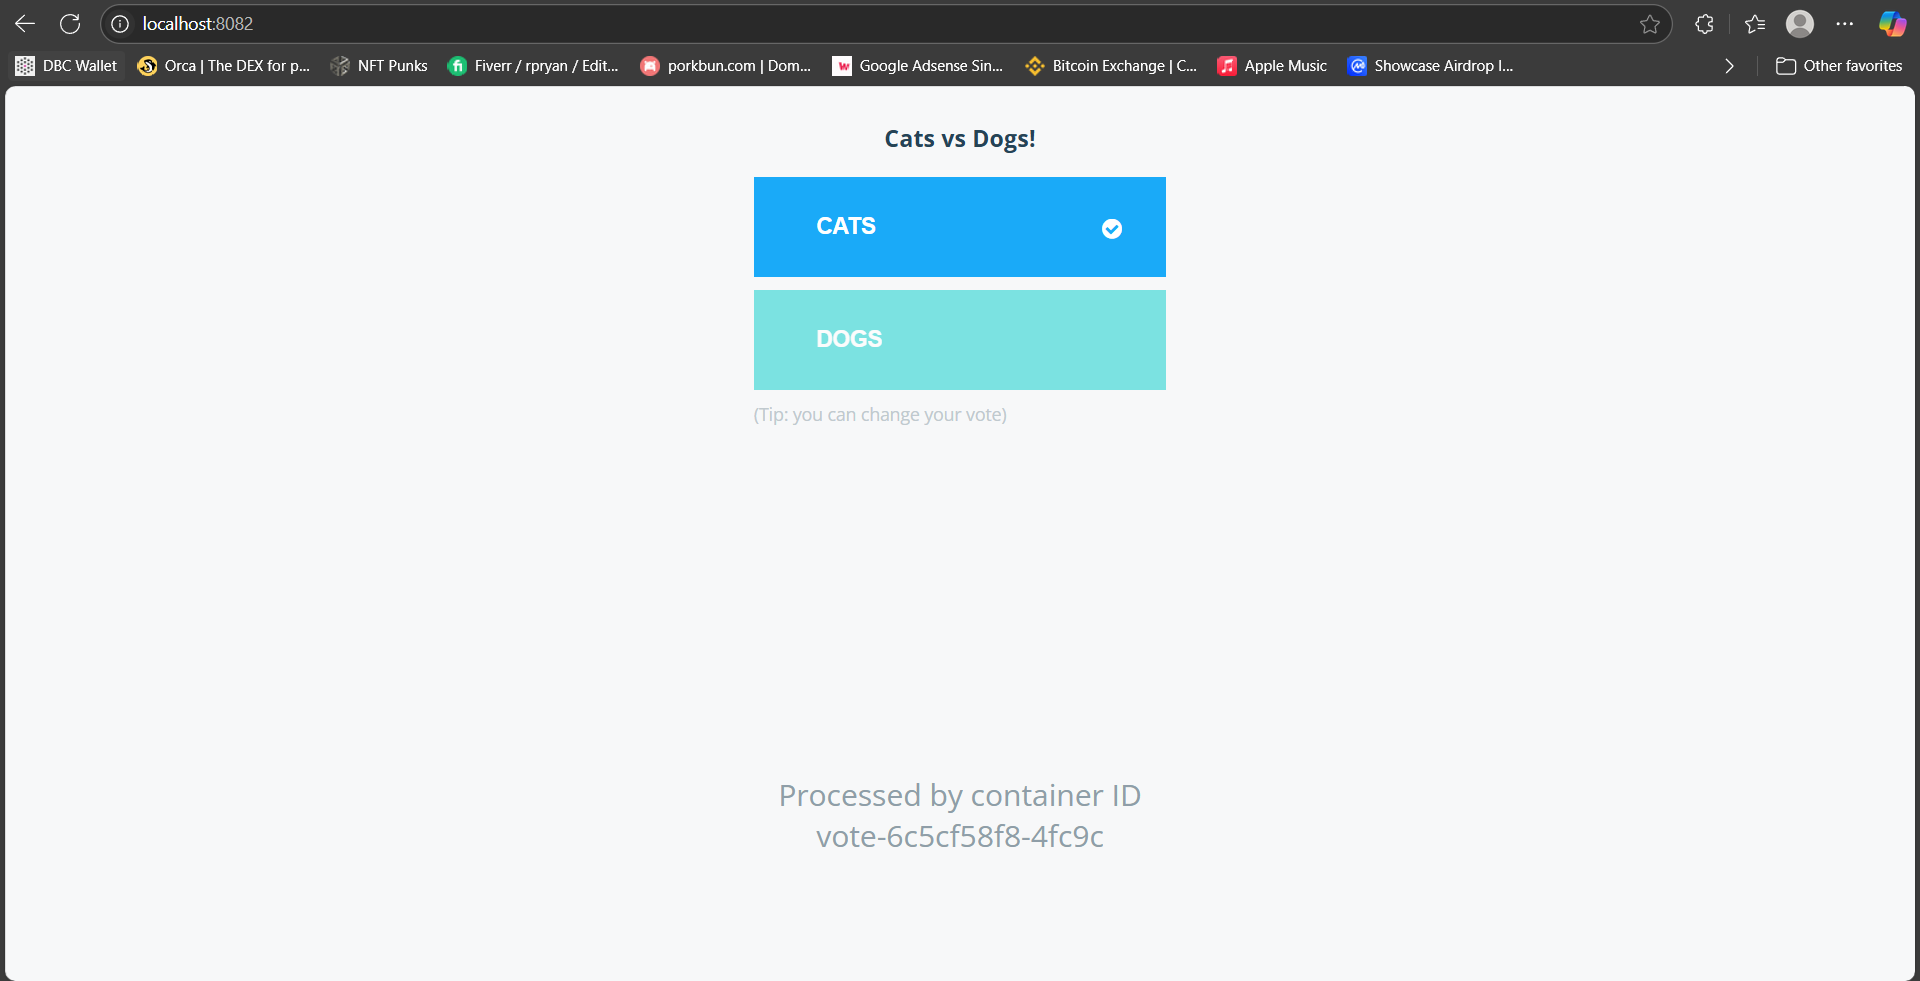 localhost:8082
DBC Wallet
Orca | The DEX for p...
NFT Punks
Fiverr / rpryan / Edit...
porkbun.com | Dom...
Google Adsense Sin...
Bitcoin Exchange | C...
Apple Music
Showcase Airdrop I...
Other favorites
Cats vs Dogs!
CATS
DOGS
(Tip: you can change your vote)
Processed by container ID
vote-6c5cf58f8-4fc9c